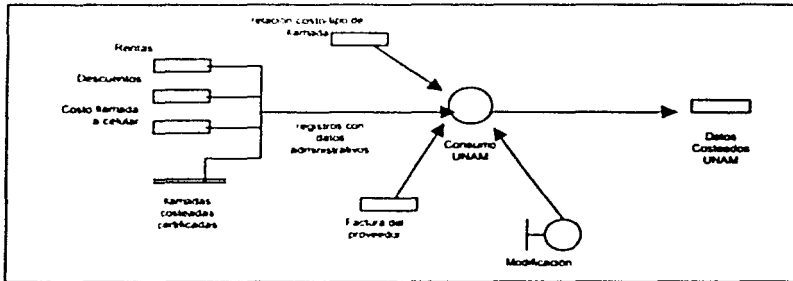 relación costo-tipo de
llamada
Rentas
Descuentos
Costo llamada
a celular
registros con
datos
administrativos
Consumo
UNAM
Datos
Costeados
UNAM
llamadas
costeadas
certificadas
Factura del
proveedor
Modificación